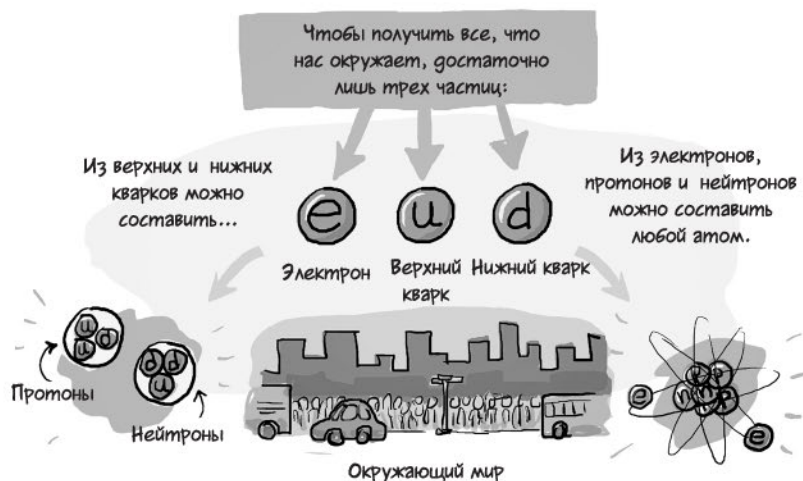 Чтобы получить все, что
нас окружает, достаточно
лишь трех частиц:
Из верхних и нижних
кварков можно
составить...
Из электронов,
протонов и нейтронов
можно составить
любой атом.
e u d
Электрон
Верхний
кварк
Нижний кварк
u
u d
Протоны
d d
u
Нейтроны
Окружающий мир
e
n p p
n n p
e